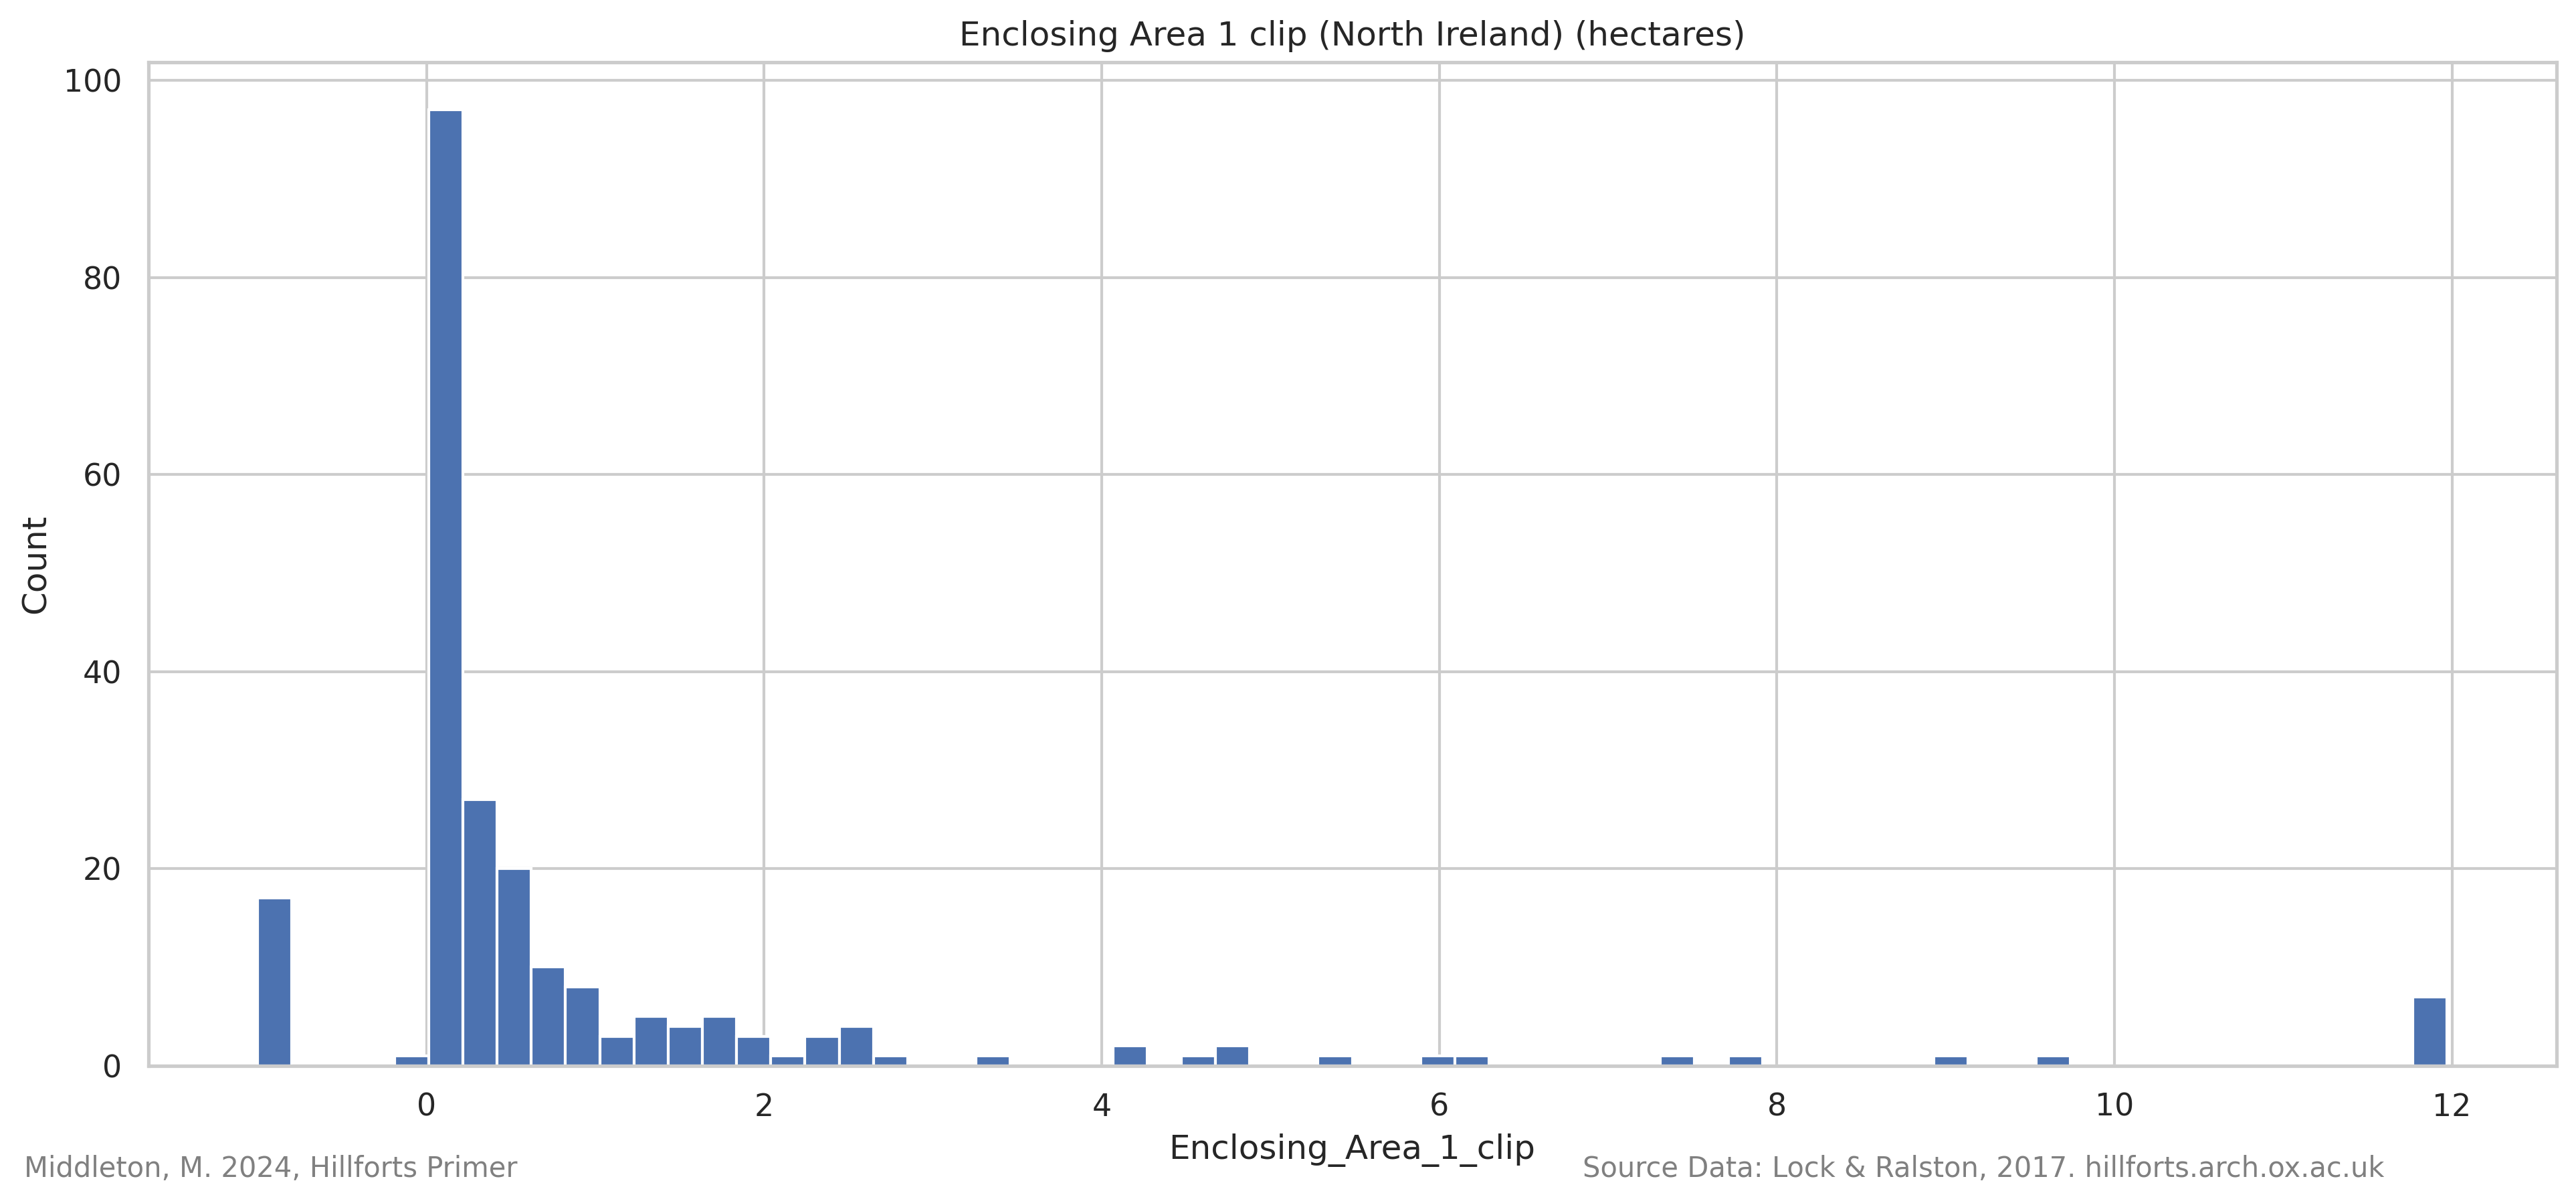 Enclosing Area 1 clip (North Ireland) (hectares)
100
80
60
40
20
0
Count
0 2 4 6 8 10 12
Enclosing_Area_1_clip
Middleton, M. 2024, Hillforts Primer
Source Data: Lock & Ralston, 2017. hillforts.arch.ox.ac.uk